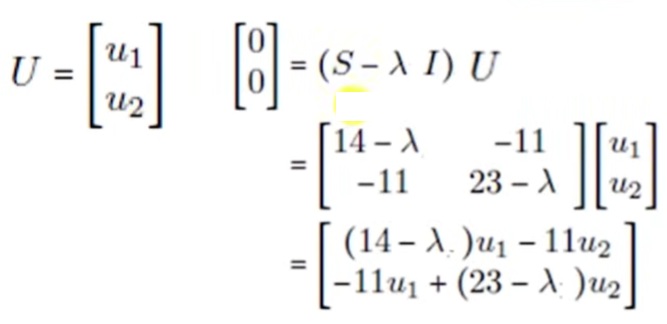 U = [u1 u2] [0 0] = (S − λ I) U
= [14 − λ −11 −11 23 − λ] [u1 u2]
= [(14 − λ.)u1 − 11u2 −11u1 + (23 − λ: )u2]